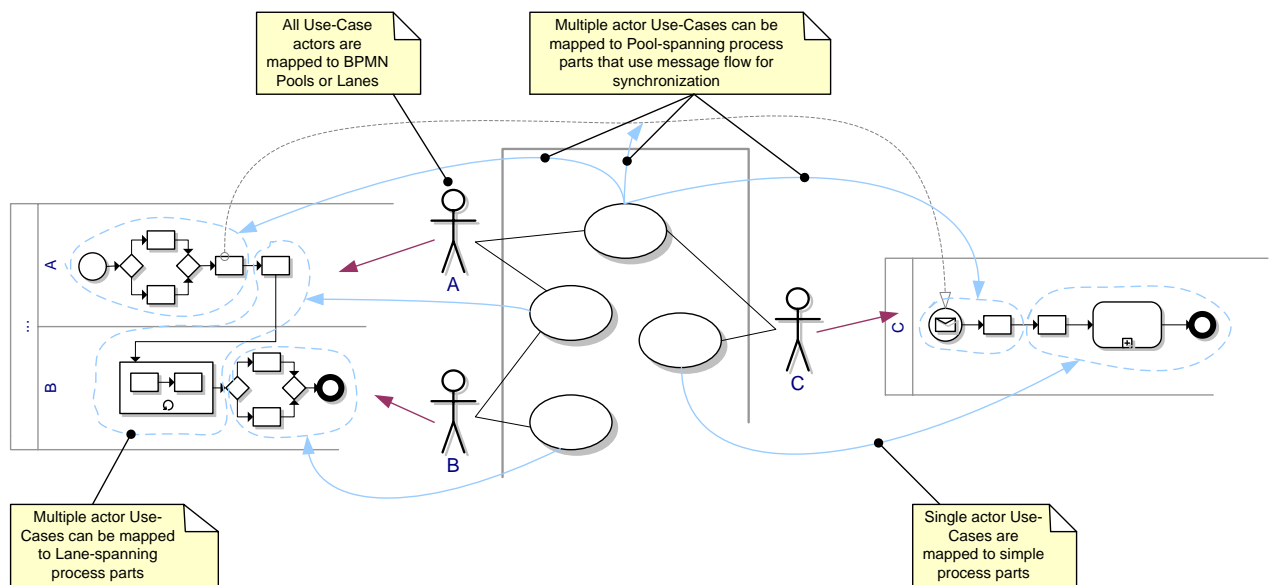 All Use-Case
actors are
mapped to BPMN
Pools or Lanes
Multiple actor Use-Cases can be
mapped to Pool-spanning process
parts that use message flow for
synchronization
A
...
B
A
B
C
C
Multiple actor Use-
Cases can be mapped
to Lane-spanning
process parts
Single actor Use-
Cases are
mapped to simple
process parts